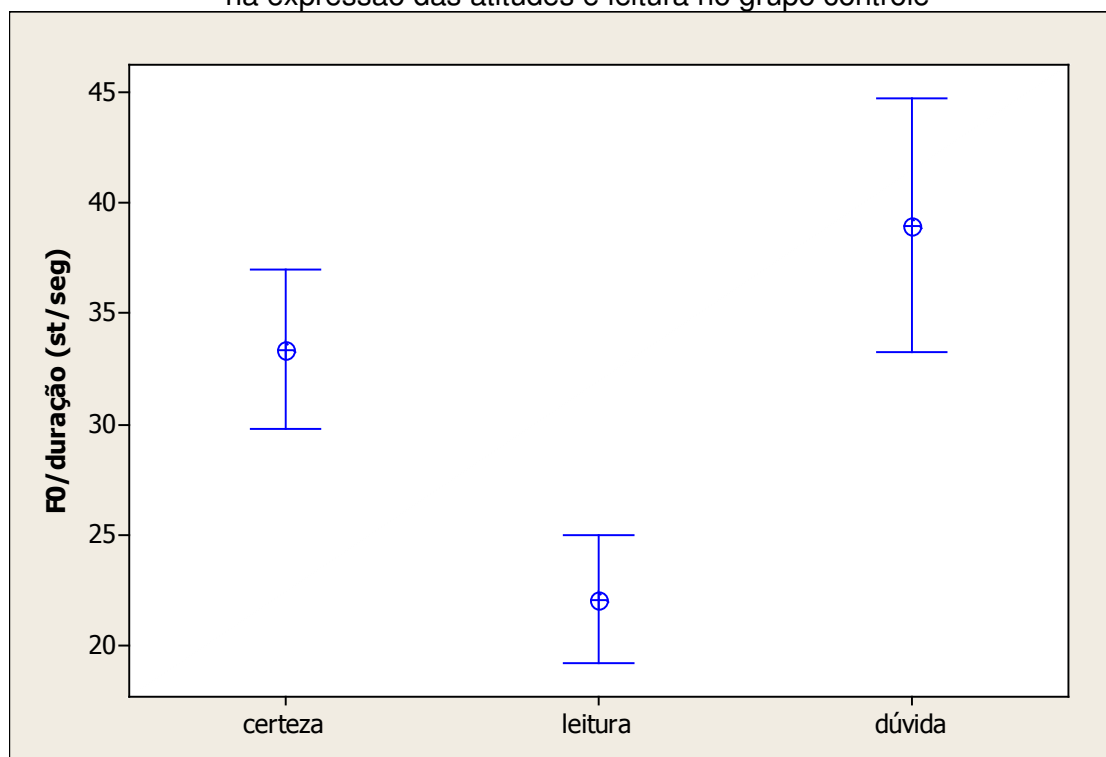 na expressão das atitudes e leitura no grupo controle
45
40
35
30
25
20
F0/duração (st/seg)
certeza leitura dúvida